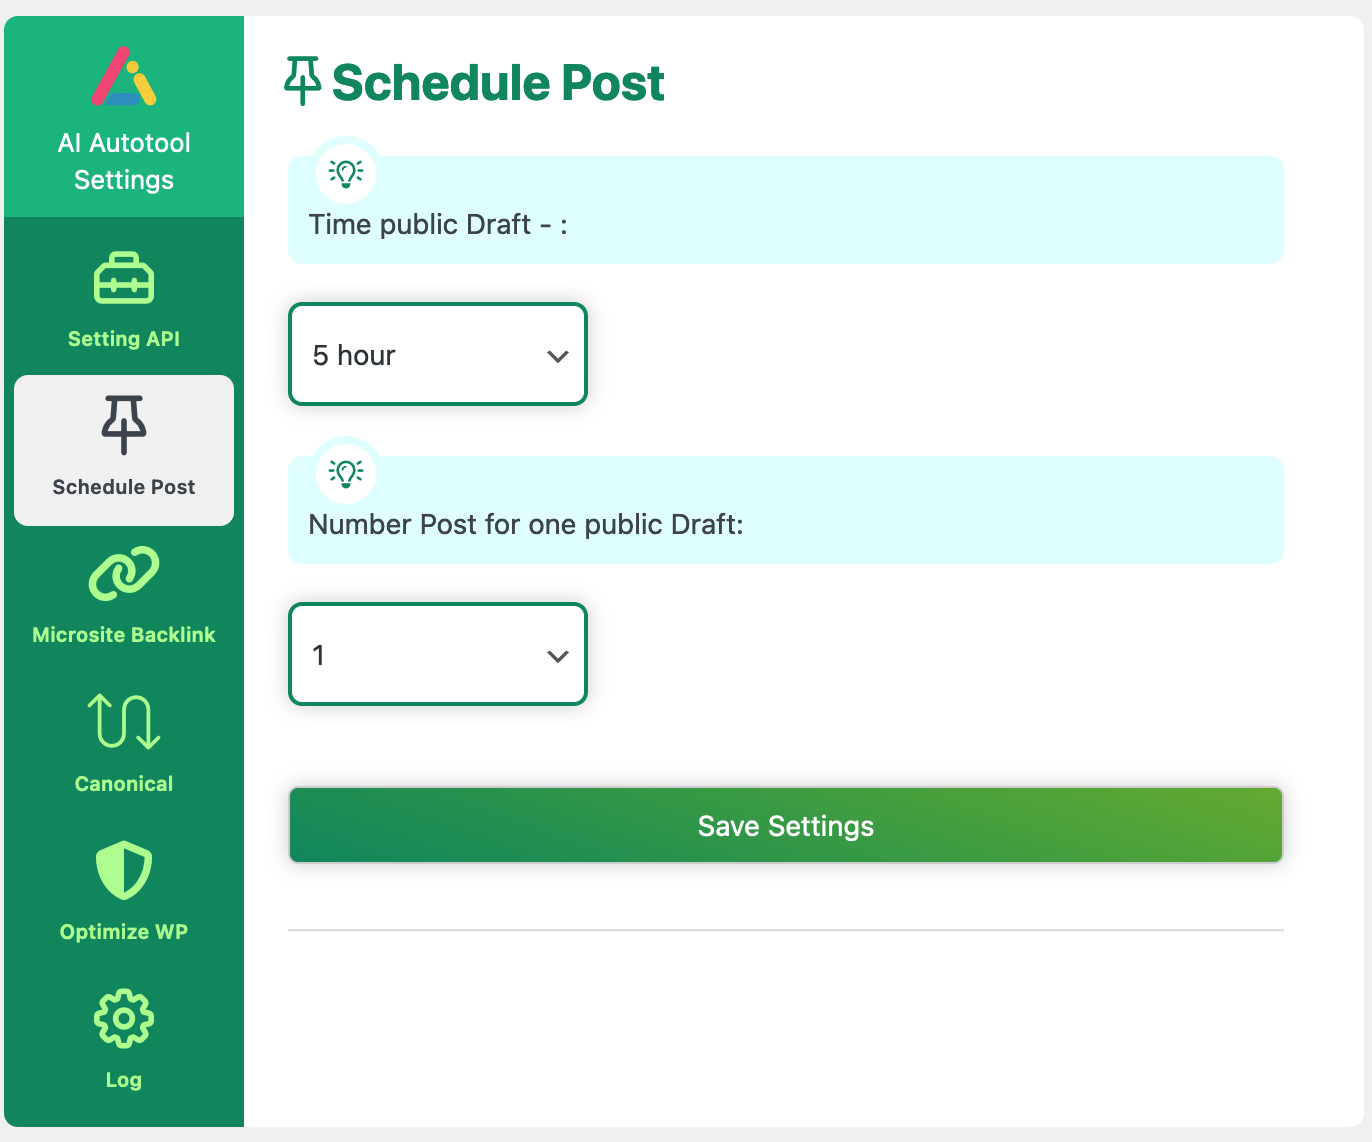 AI Autotool
Settings
Setting API
Schedule Post
Microsite Backlink
Canonical
Optimize WP
Log
Schedule Post
Time public Draft - :
5 hour
Number Post for one public Draft:
1
Save Settings